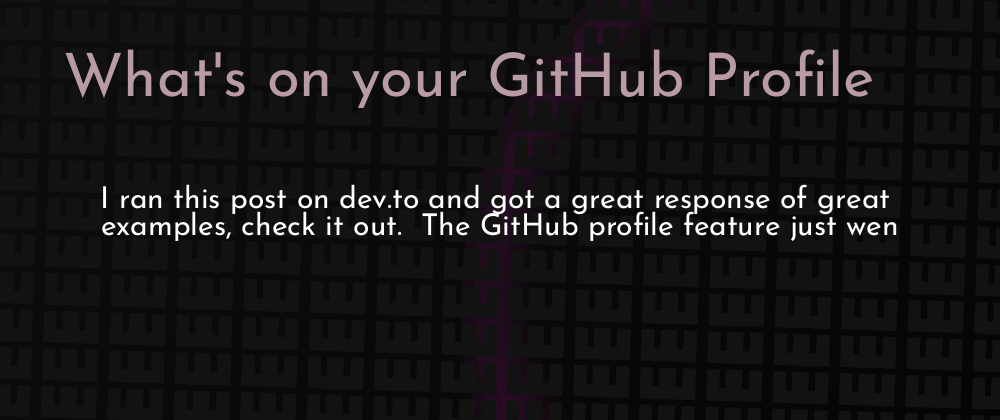 What's on your GitHub Profile
I ran this post on dev.to and got a great response of great
examples, check it out.  The GitHub profile feature just wen